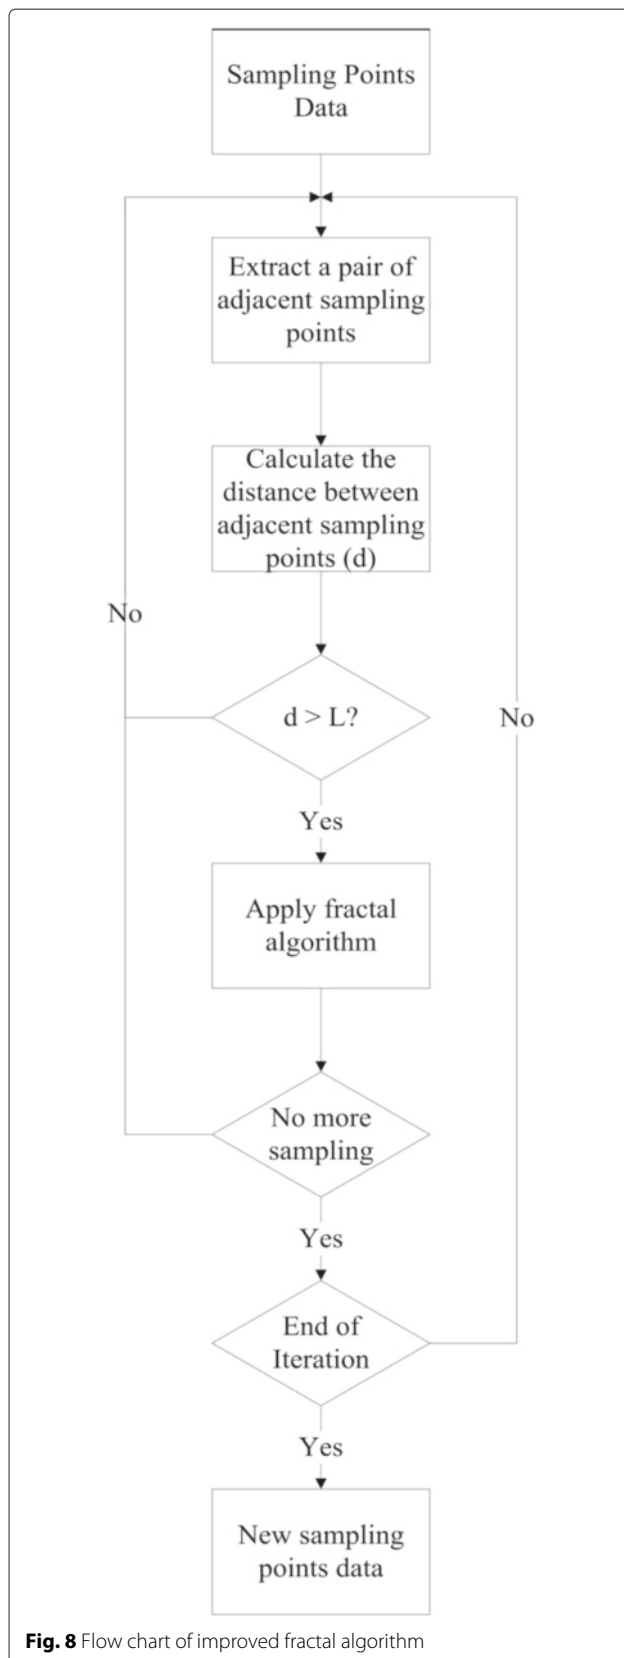 Sampling Points
Data
Extract a pair of
adjacent sampling
points
Calculate the
distance between
adjacent sampling
points (d)
No
d > L?
No
Yes
Apply fractal
algorithm
No more
sampling
Yes
End of
Iteration
Yes
New sampling
points data
Fig. 8 Flow chart of improved fractal algorithm